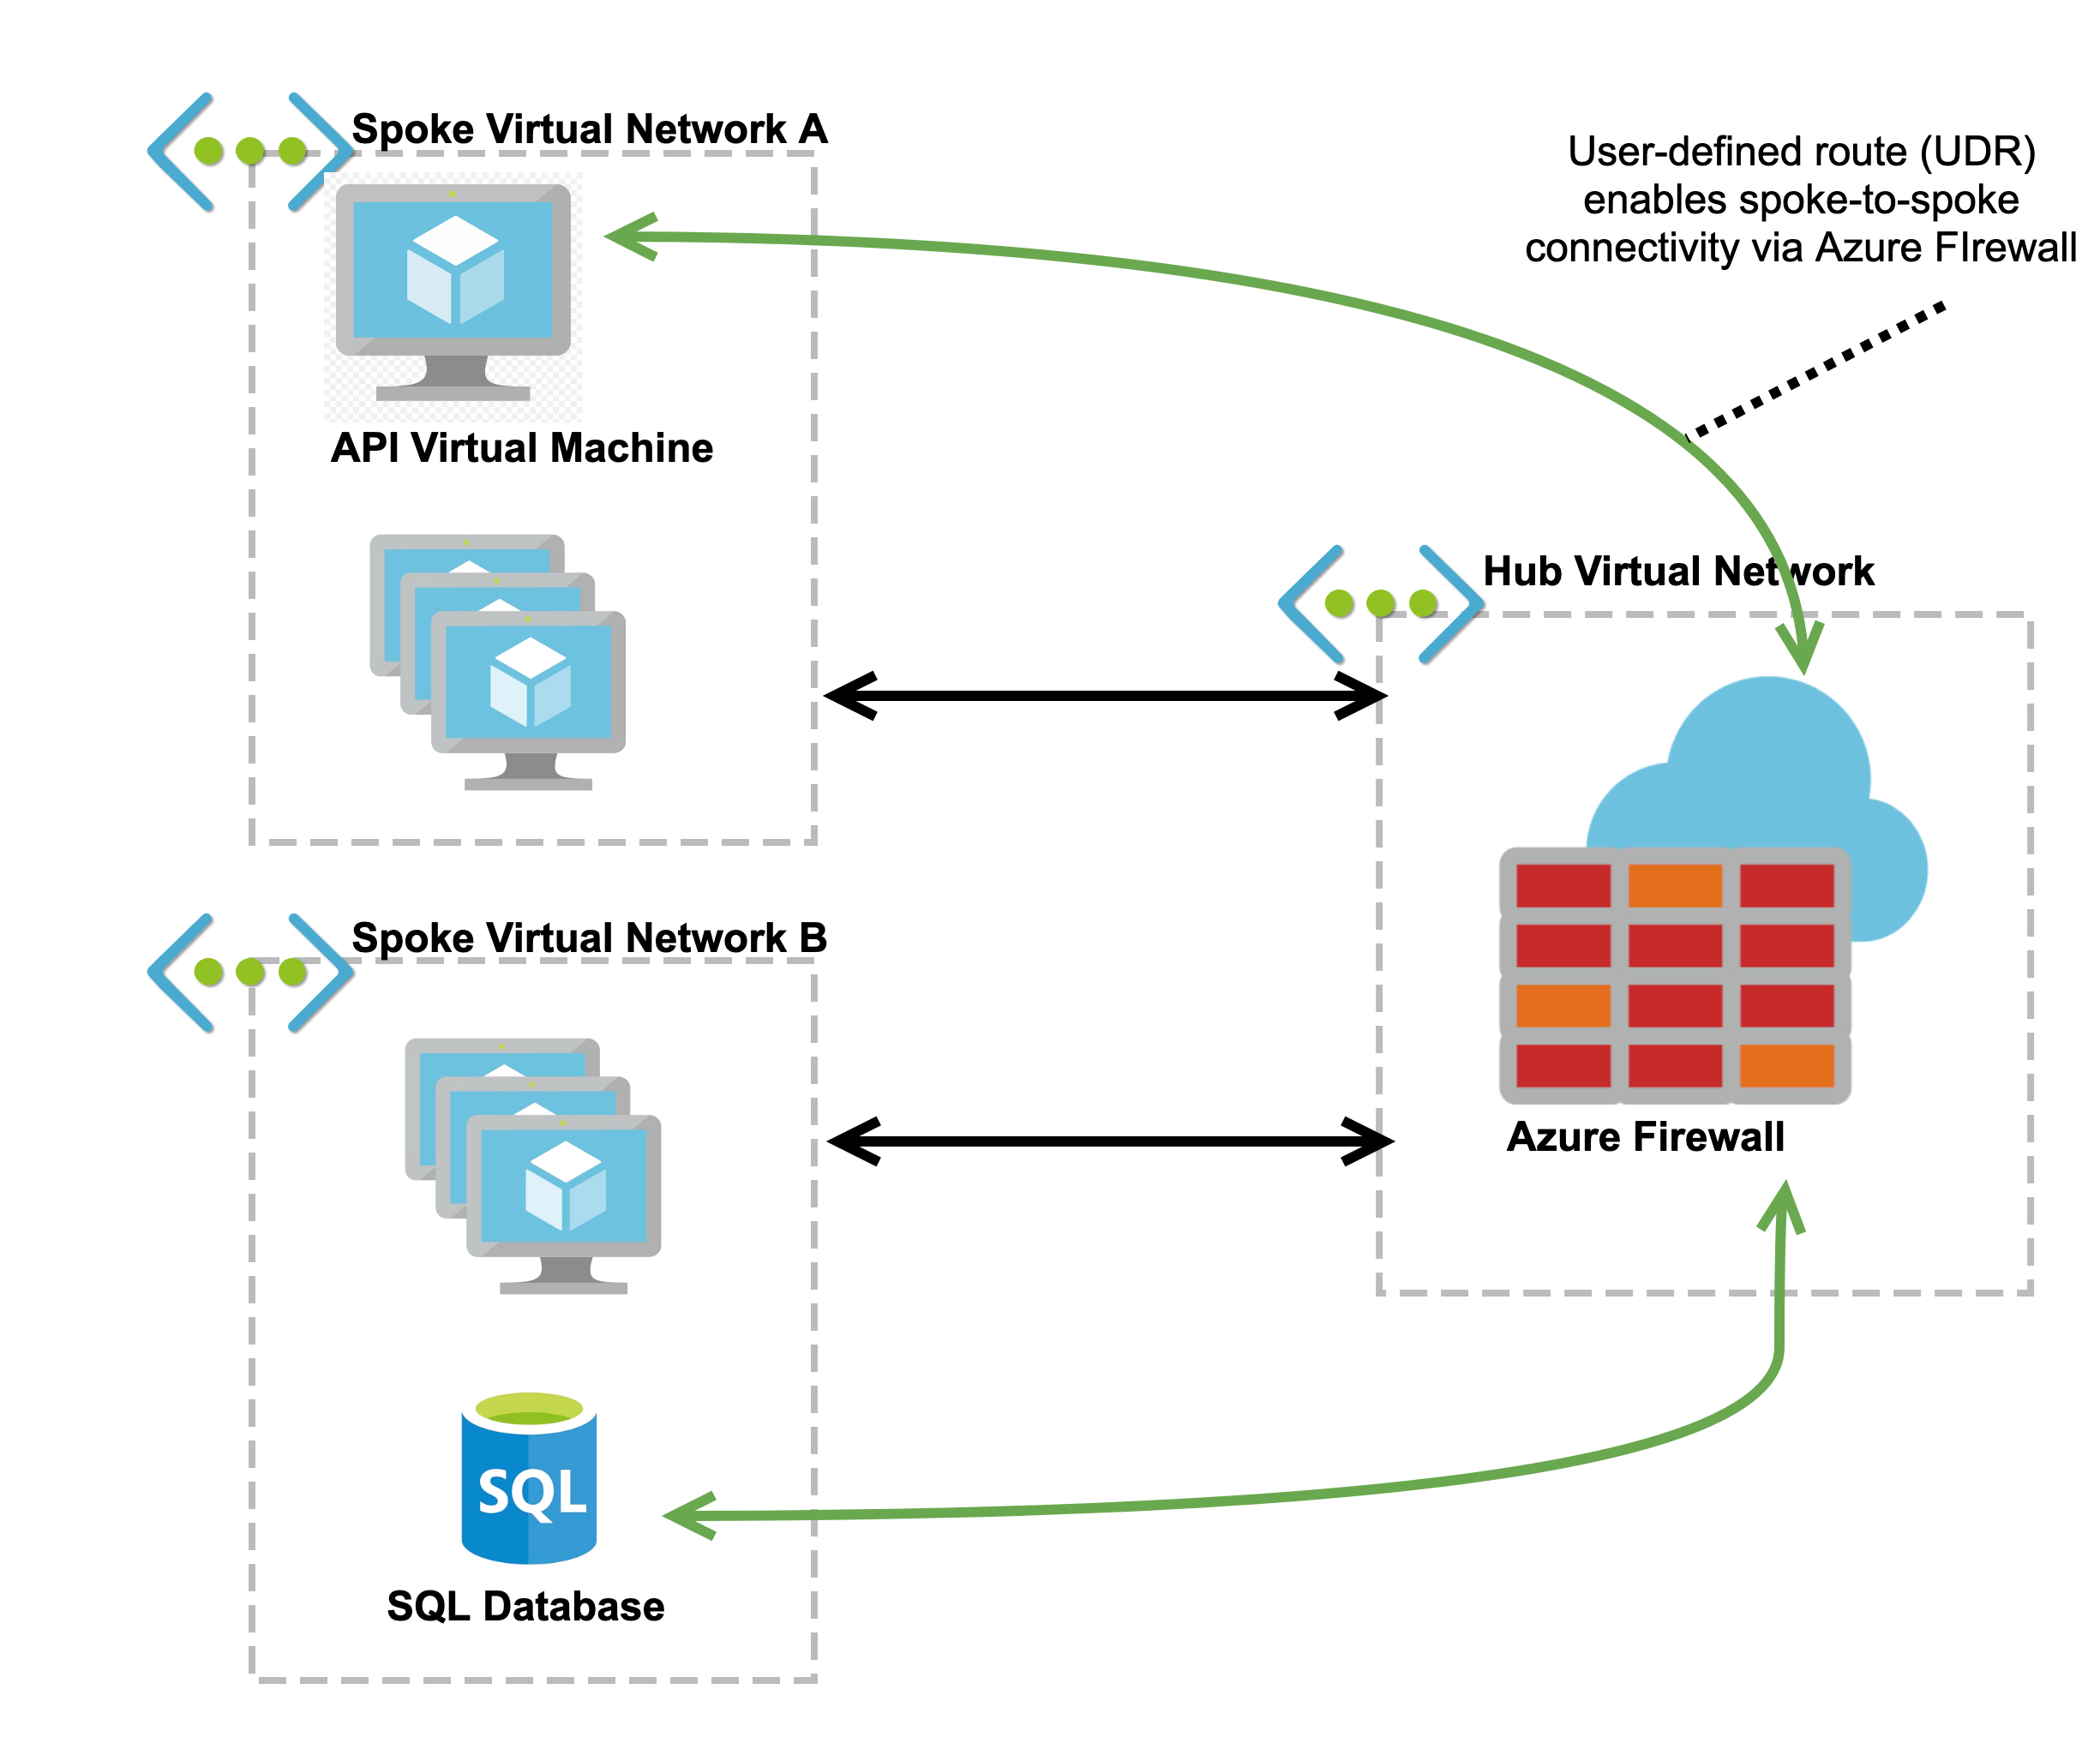 Spoke Virtual Network A
User-defined route (UDR)
enables spoke-to-spoke
connectivity via Azure FIrewall
API Virtual Machine
Hub Virtual Network
Spoke Virtual Network B
Azure Firewall
SQL
SQL Database